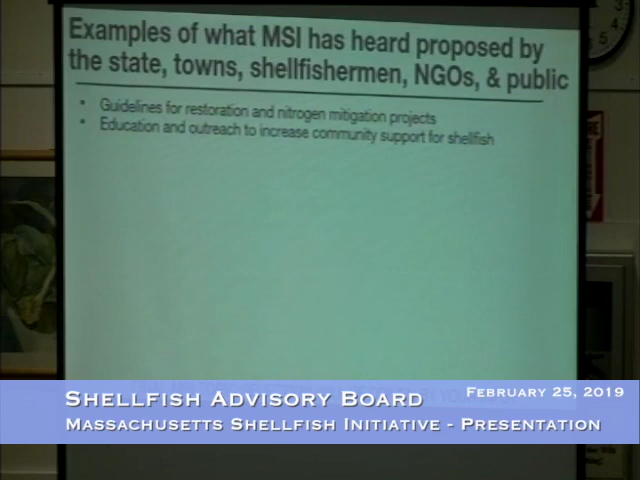 Examples of what MSI has heard proposed by
the state, towns, shellfishermen, NGOs, & public
• Guidelines for restoration and nitrogen mitigation projects
• Education and outreach to increase community support for shellfish
Shellfish Advisory Board
February 25, 2019
Massachusetts Shellfish Initiative - Presentation